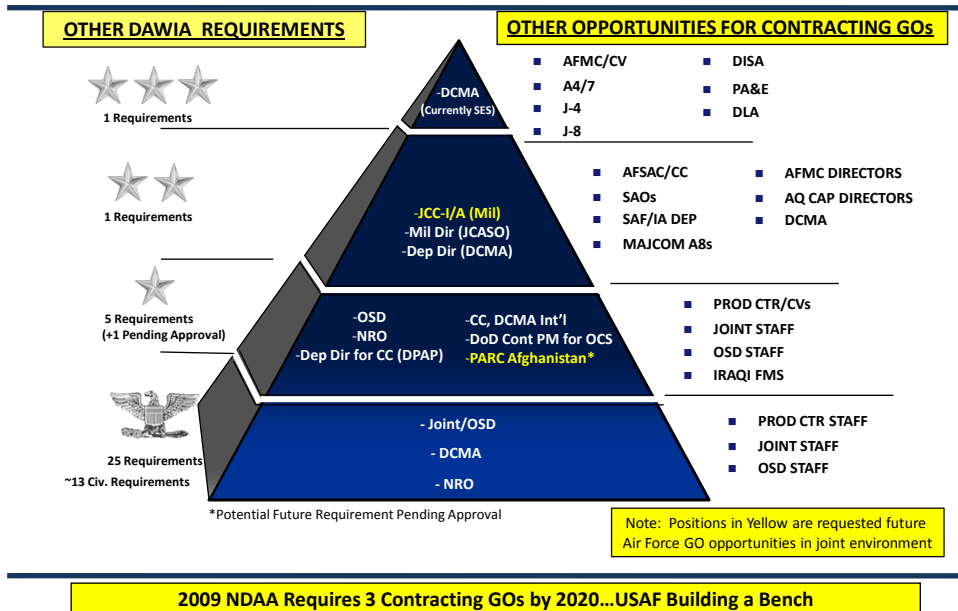 OTHER DAWIA REQUIREMENTS
OTHER OPPORTUNITIES FOR CONTRACTING GOs
1 Requirements
-DCMA
(Currently SES)
AFMC/CV
A4/7
J-4
J-8
DISA
PA&E
DLA
1 Requirements
-JCC-I/A (Mil)
-Mil Dir (JCASO)
-Dep Dir (DCMA)
AFSAC/CC
SAOs
SAF/IA DEP
MAJCOM A8s
AFMC DIRECTORS
AQ CAP DIRECTORS
DCMA
5 Requirements
(+1 Pending Approval)
-OSD
-NRO
-Dep Dir for CC (DPAP)
-CC, DCMA Int'l
-DoD Cont PM for OCS
-PARC Afghanistan*
PROD CTR/CVs
JOINT STAFF
OSD STAFF
IRAQI FMS
25 Requirements
~13 Civ. Requirements
- Joint/OSD
- DCMA
- NRO
PROD CTR STAFF
JOINT STAFF
OSD STAFF
*Potential Future Requirement Pending Approval
Note: Positions in Yellow are requested future
Air Force GO opportunities in joint environment
2009 NDAA Requires 3 Contracting GOs by 2020...USAF Building a Bench